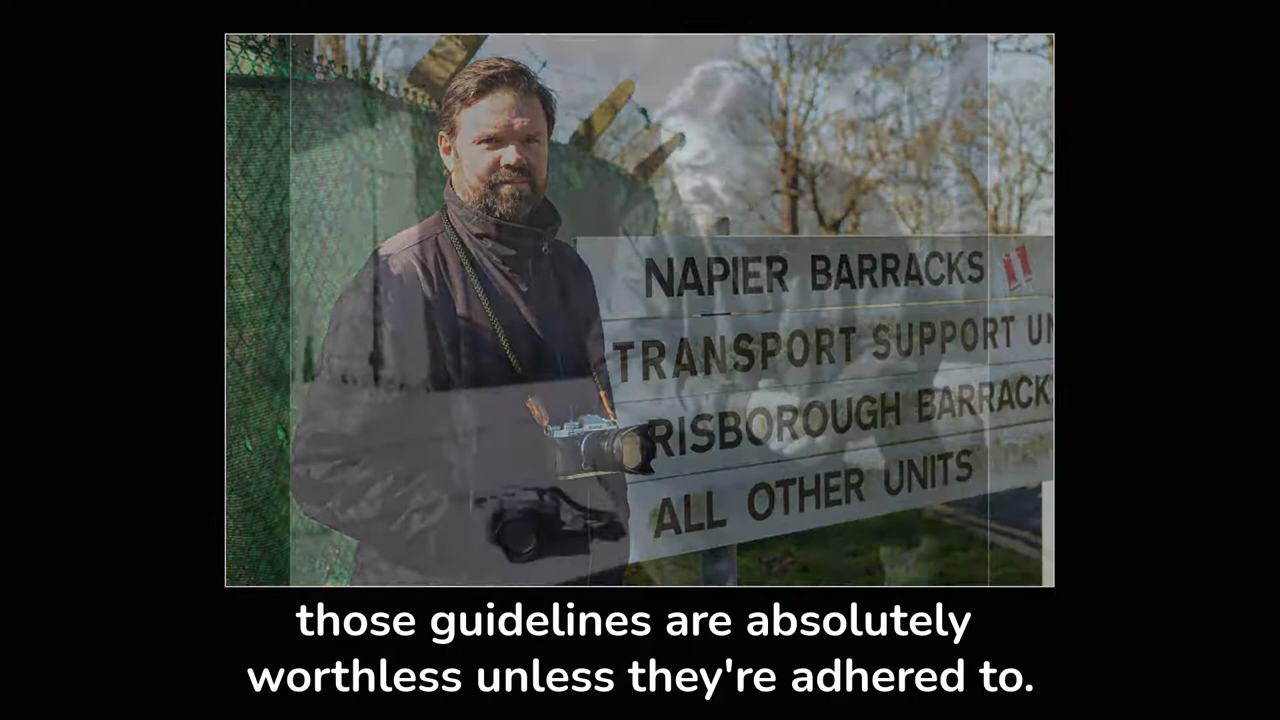 NAPIER BARRACKS
TRANSPORT SUPPORT UN
RISBOROUGH BARRACK
ALL OTHER UNITS
those guidelines are absolutely
worthless unless they're adhered to.